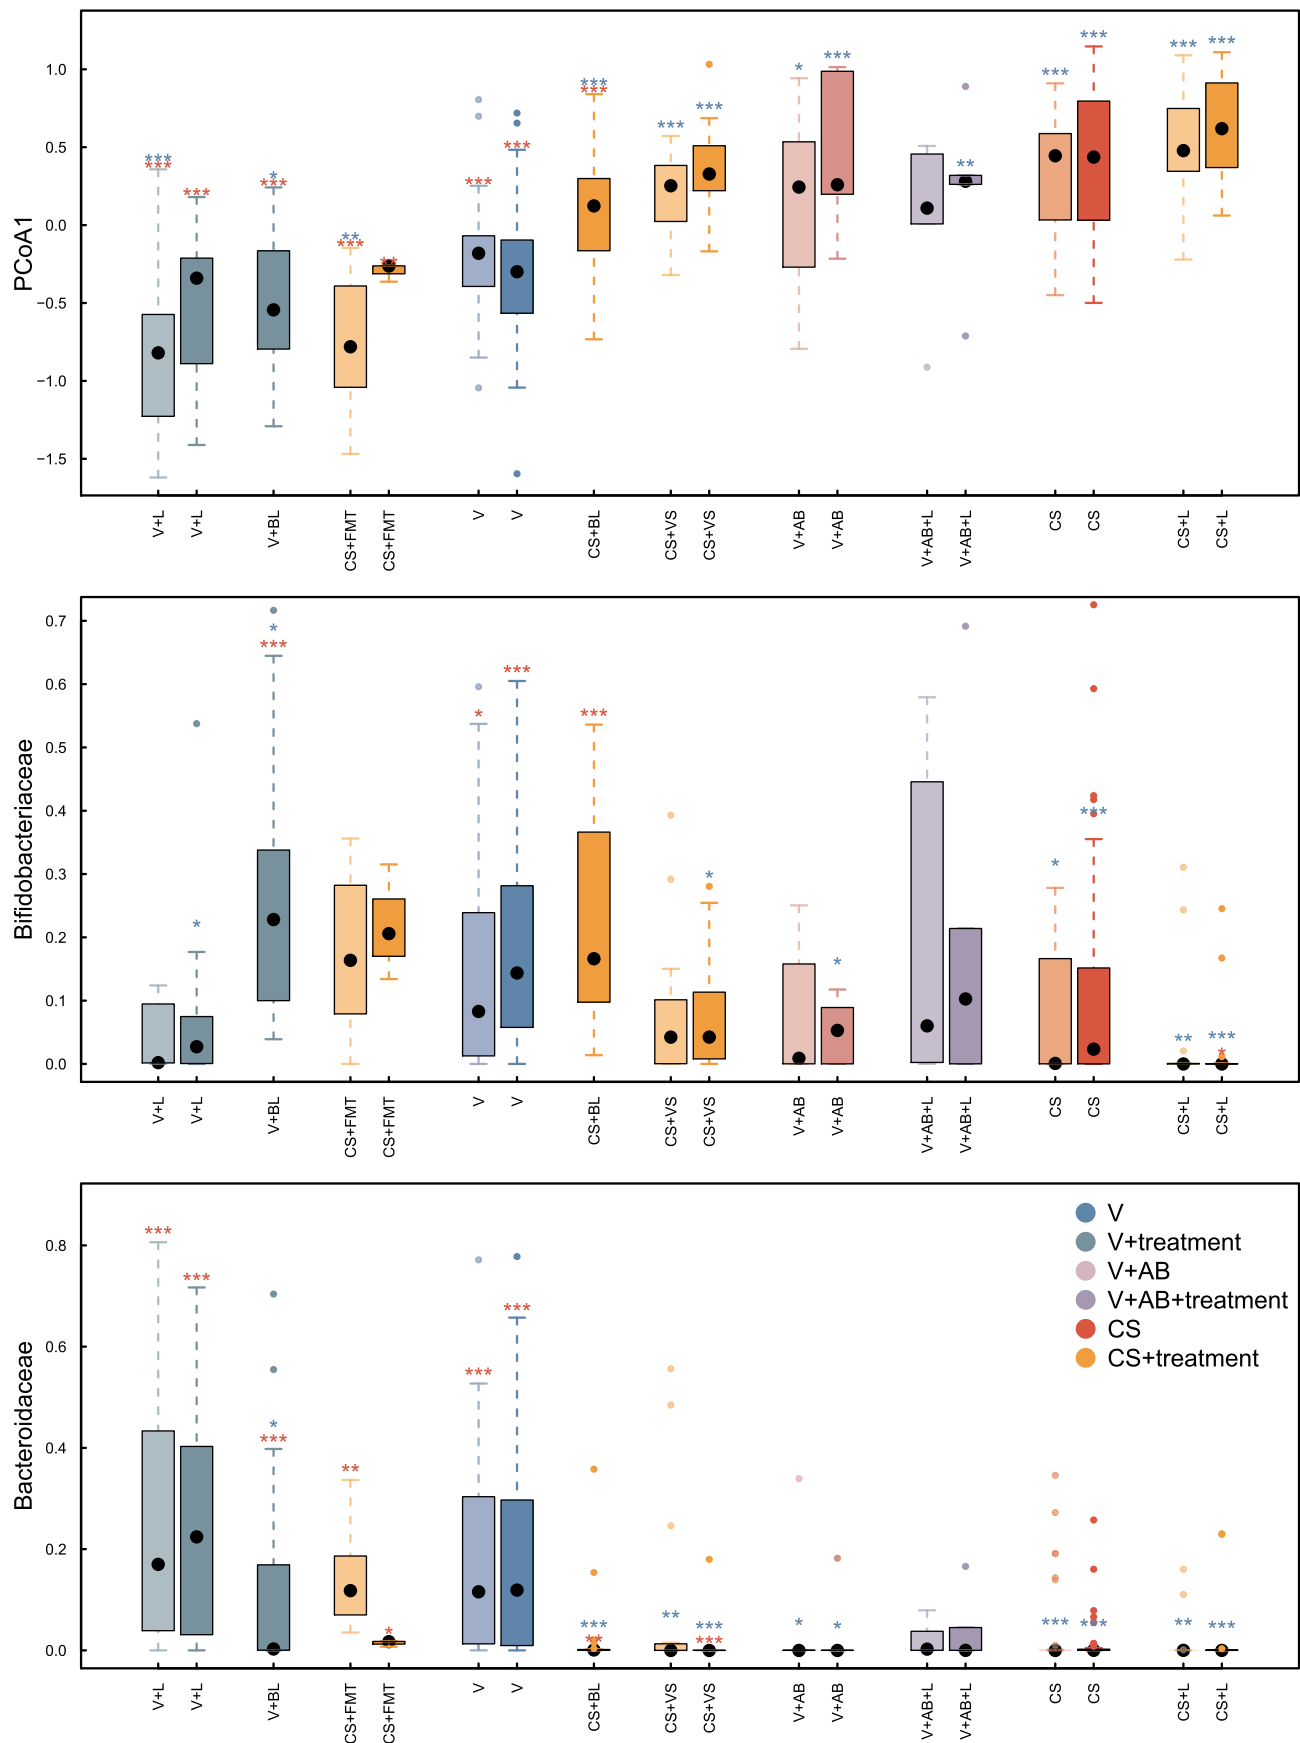 PCoA1
1.0
0.5
0.0
−0.5
−1.0
−1.5
*** *** *** * *** ** *** ** *** *** *** *** *** *** *** * *** ** *** *** *** ***
V+L V+L V+BL CS+FMT CS+FMT V V CS+BL CS+VS CS+VS V+AB V+AB V+AB+L V+AB+L CS CS CS+L CS+L
Bifidobacteriaceae
0.7
0.6
0.5
0.4
0.3
0.2
0.1
0.0
* * *** * *** *** * * * *** ** *** *
V+L V+L V+BL CS+FMT CS+FMT V V CS+BL CS+VS CS+VS V+AB V+AB V+AB+L V+AB+L CS CS CS+L CS+L
Bacteroidaceae
0.8
0.6
0.4
0.2
0.0
*** *** * *** ** * *** *** *** ** ** *** *** * * *** *** ** ***
V
V+treatment
V+AB
V+AB+treatment
CS
CS+treatment
V+L V+L V+BL CS+FMT CS+FMT V V CS+BL CS+VS CS+VS V+AB V+AB V+AB+L V+AB+L CS CS CS+L CS+L